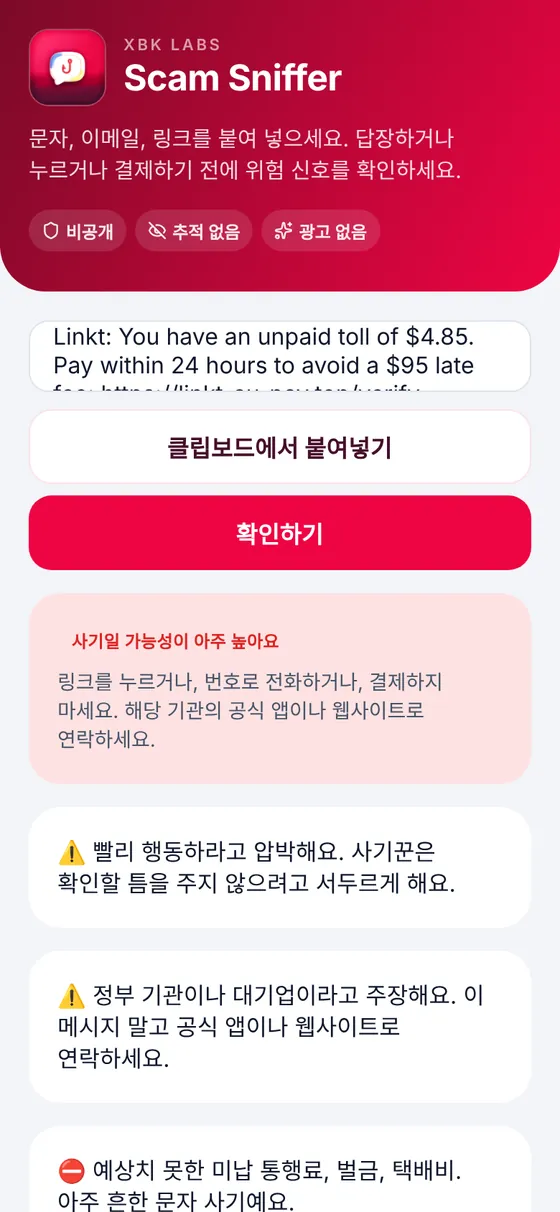 XBK LABS
Scam Sniffer
문자, 이메일, 링크를 붙여 넣으세요. 답장하거나
누르거나 결제하기 전에 위험 신호를 확인하세요.
비공개
추적 없음
광고 없음
Linkt: You have an unpaid toll of $4.85.
Pay within 24 hours to avoid a $95 late
클립보드에서 붙여넣기
확인하기
사기일 가능성이 아주 높아요
링크를 누르거나, 번호로 전화하거나, 결제하지
마세요. 해당 기관의 공식 앱이나 웹사이트로
연락하세요.
⚠️ 빨리 행동하라고 압박해요. 사기꾼은
확인할 틈을 주지 않으려고 서두르게 해요.
⚠️ 정부 기관이나 대기업이라고 주장해요. 이
메시지 말고 공식 앱이나 웹사이트로
연락하세요.
⛔ 예상치 못한 미납 통행료, 벌금, 택배비.
아주 흔한 문자 사기예요.